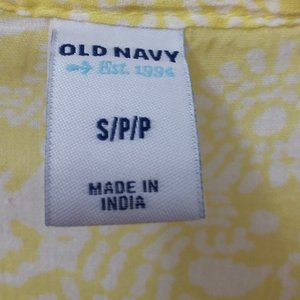 OLD NAVY
Est. 1994
S/P/P
MADE IN
INDIA